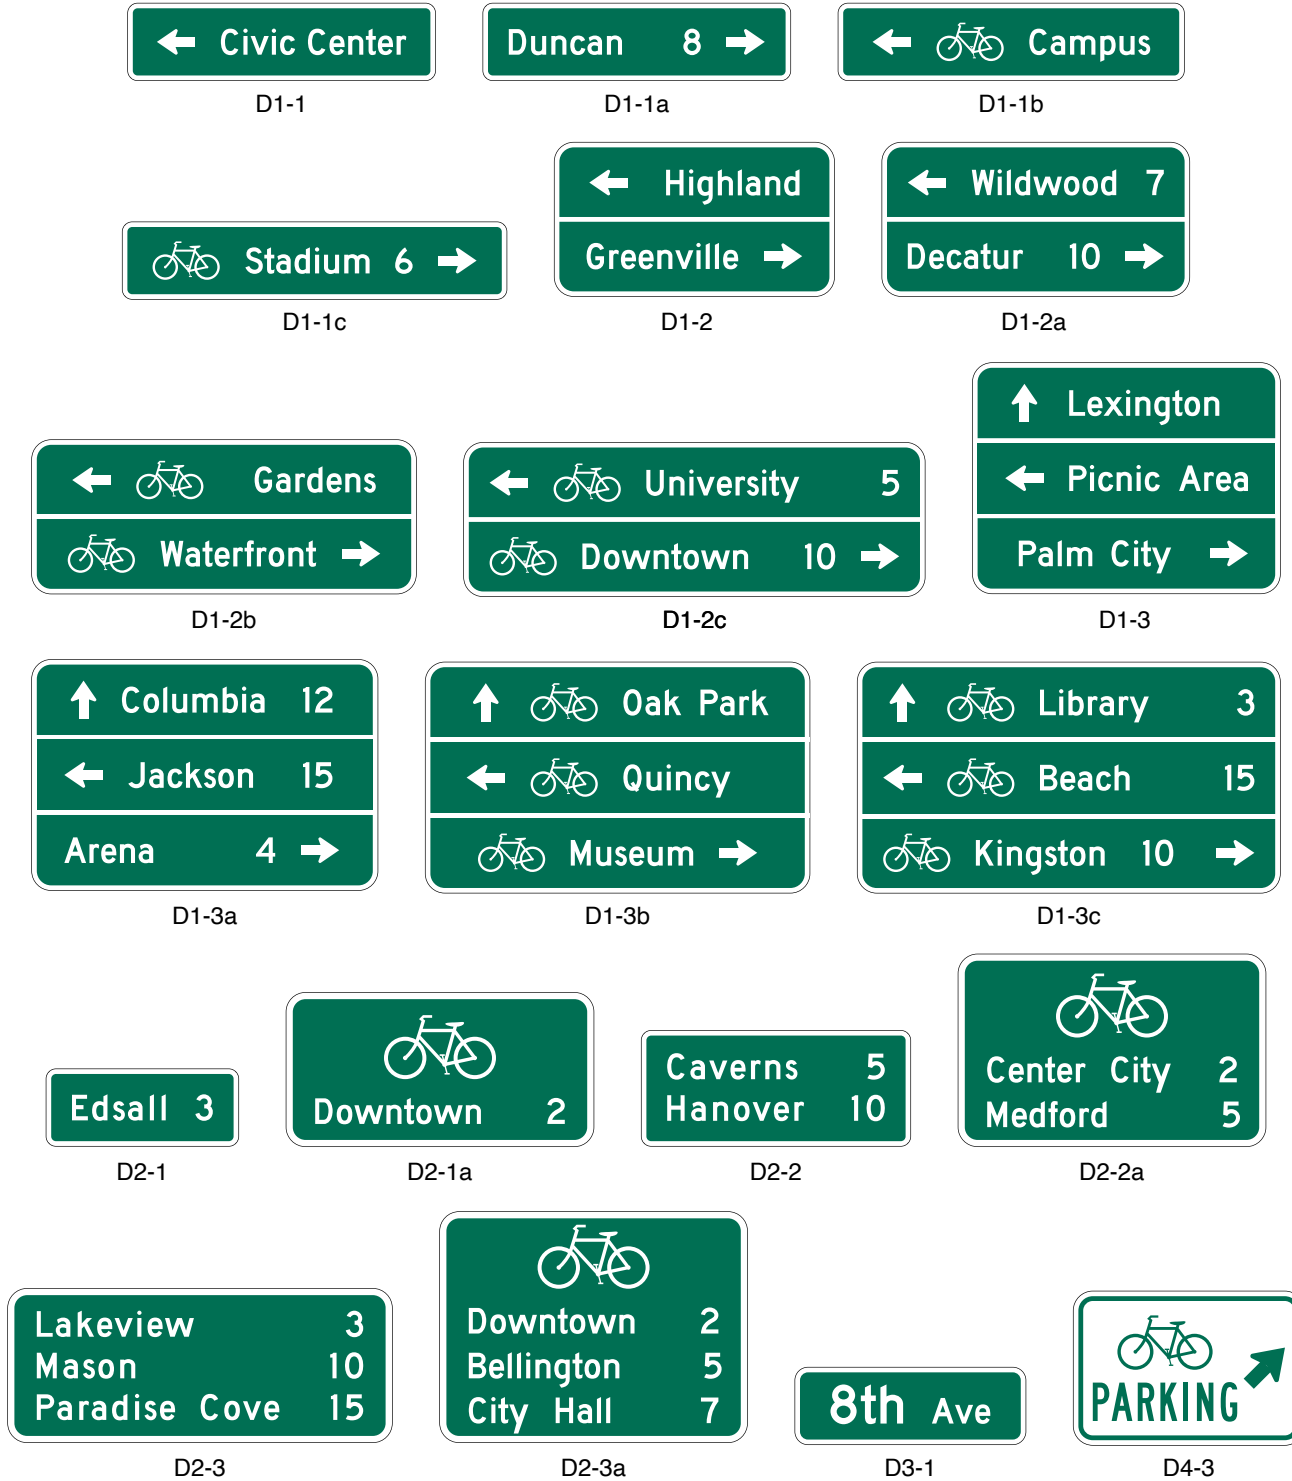 Civic Center
Duncan 8
Campus
D1-1
D1-1a
D1-1b
Stadium 6
Highland
Greenville
Wildwood 7
Decatur 10
D1-1c
D1-2
D1-2a
Gardens
Waterfront
University 5
Downtown 10
Lexington
Picnic Area
Palm City
D1-2b
D1-2c
D1-3
Columbia 12
Jackson 15
Arena 4
Oak Park
Quincy
Museum
Library 3
Beach 15
Kingston 10
D1-3a
D1-3b
D1-3c
Edsall 3
Downtown 2
Caverns 5
Hanover 10
Center City 2
Medford 5
D2-1
D2-1a
D2-2
D2-2a
Lakeview 3
Mason 10
Paradise Cove 15
Downtown 2
Bellington 5
City Hall 7
8th Ave
PARKING
D2-3
D2-3a
D3-1
D4-3